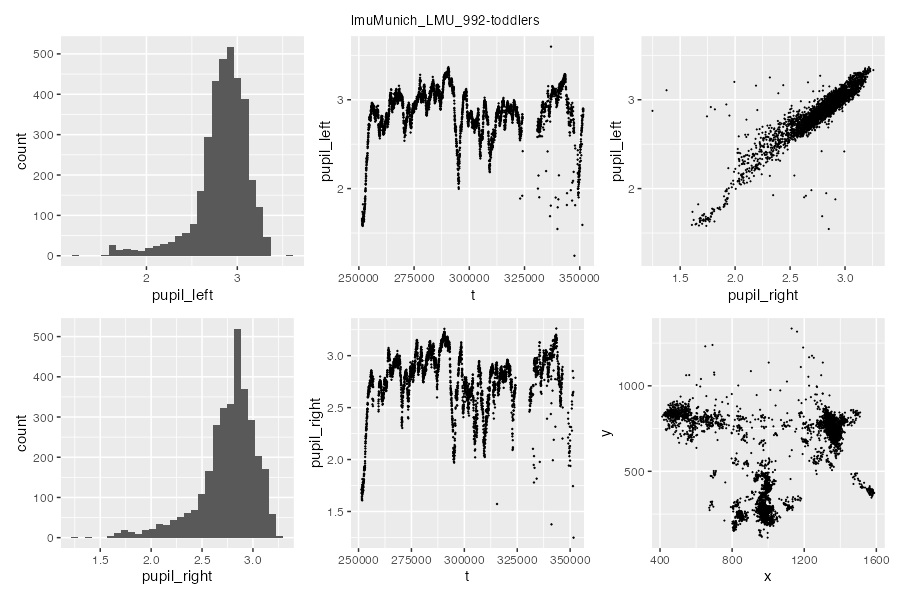 lmuMunich_LMU_992-toddlers
500
400
300
200
100
0
count
2
3
pupil_left
3
2
pupil_left
250000 275000 300000 325000 350000
t
3
2
pupil_left
1.5 2.0 2.5 3.0
pupil_right
500
400
300
200
100
0
count
1.5 2.0 2.5 3.0
pupil_right
3.0
2.5
2.0
1.5
pupil_right
250000 275000 300000 325000 350000
t
1000
500
y
400 800 1200 1600
x